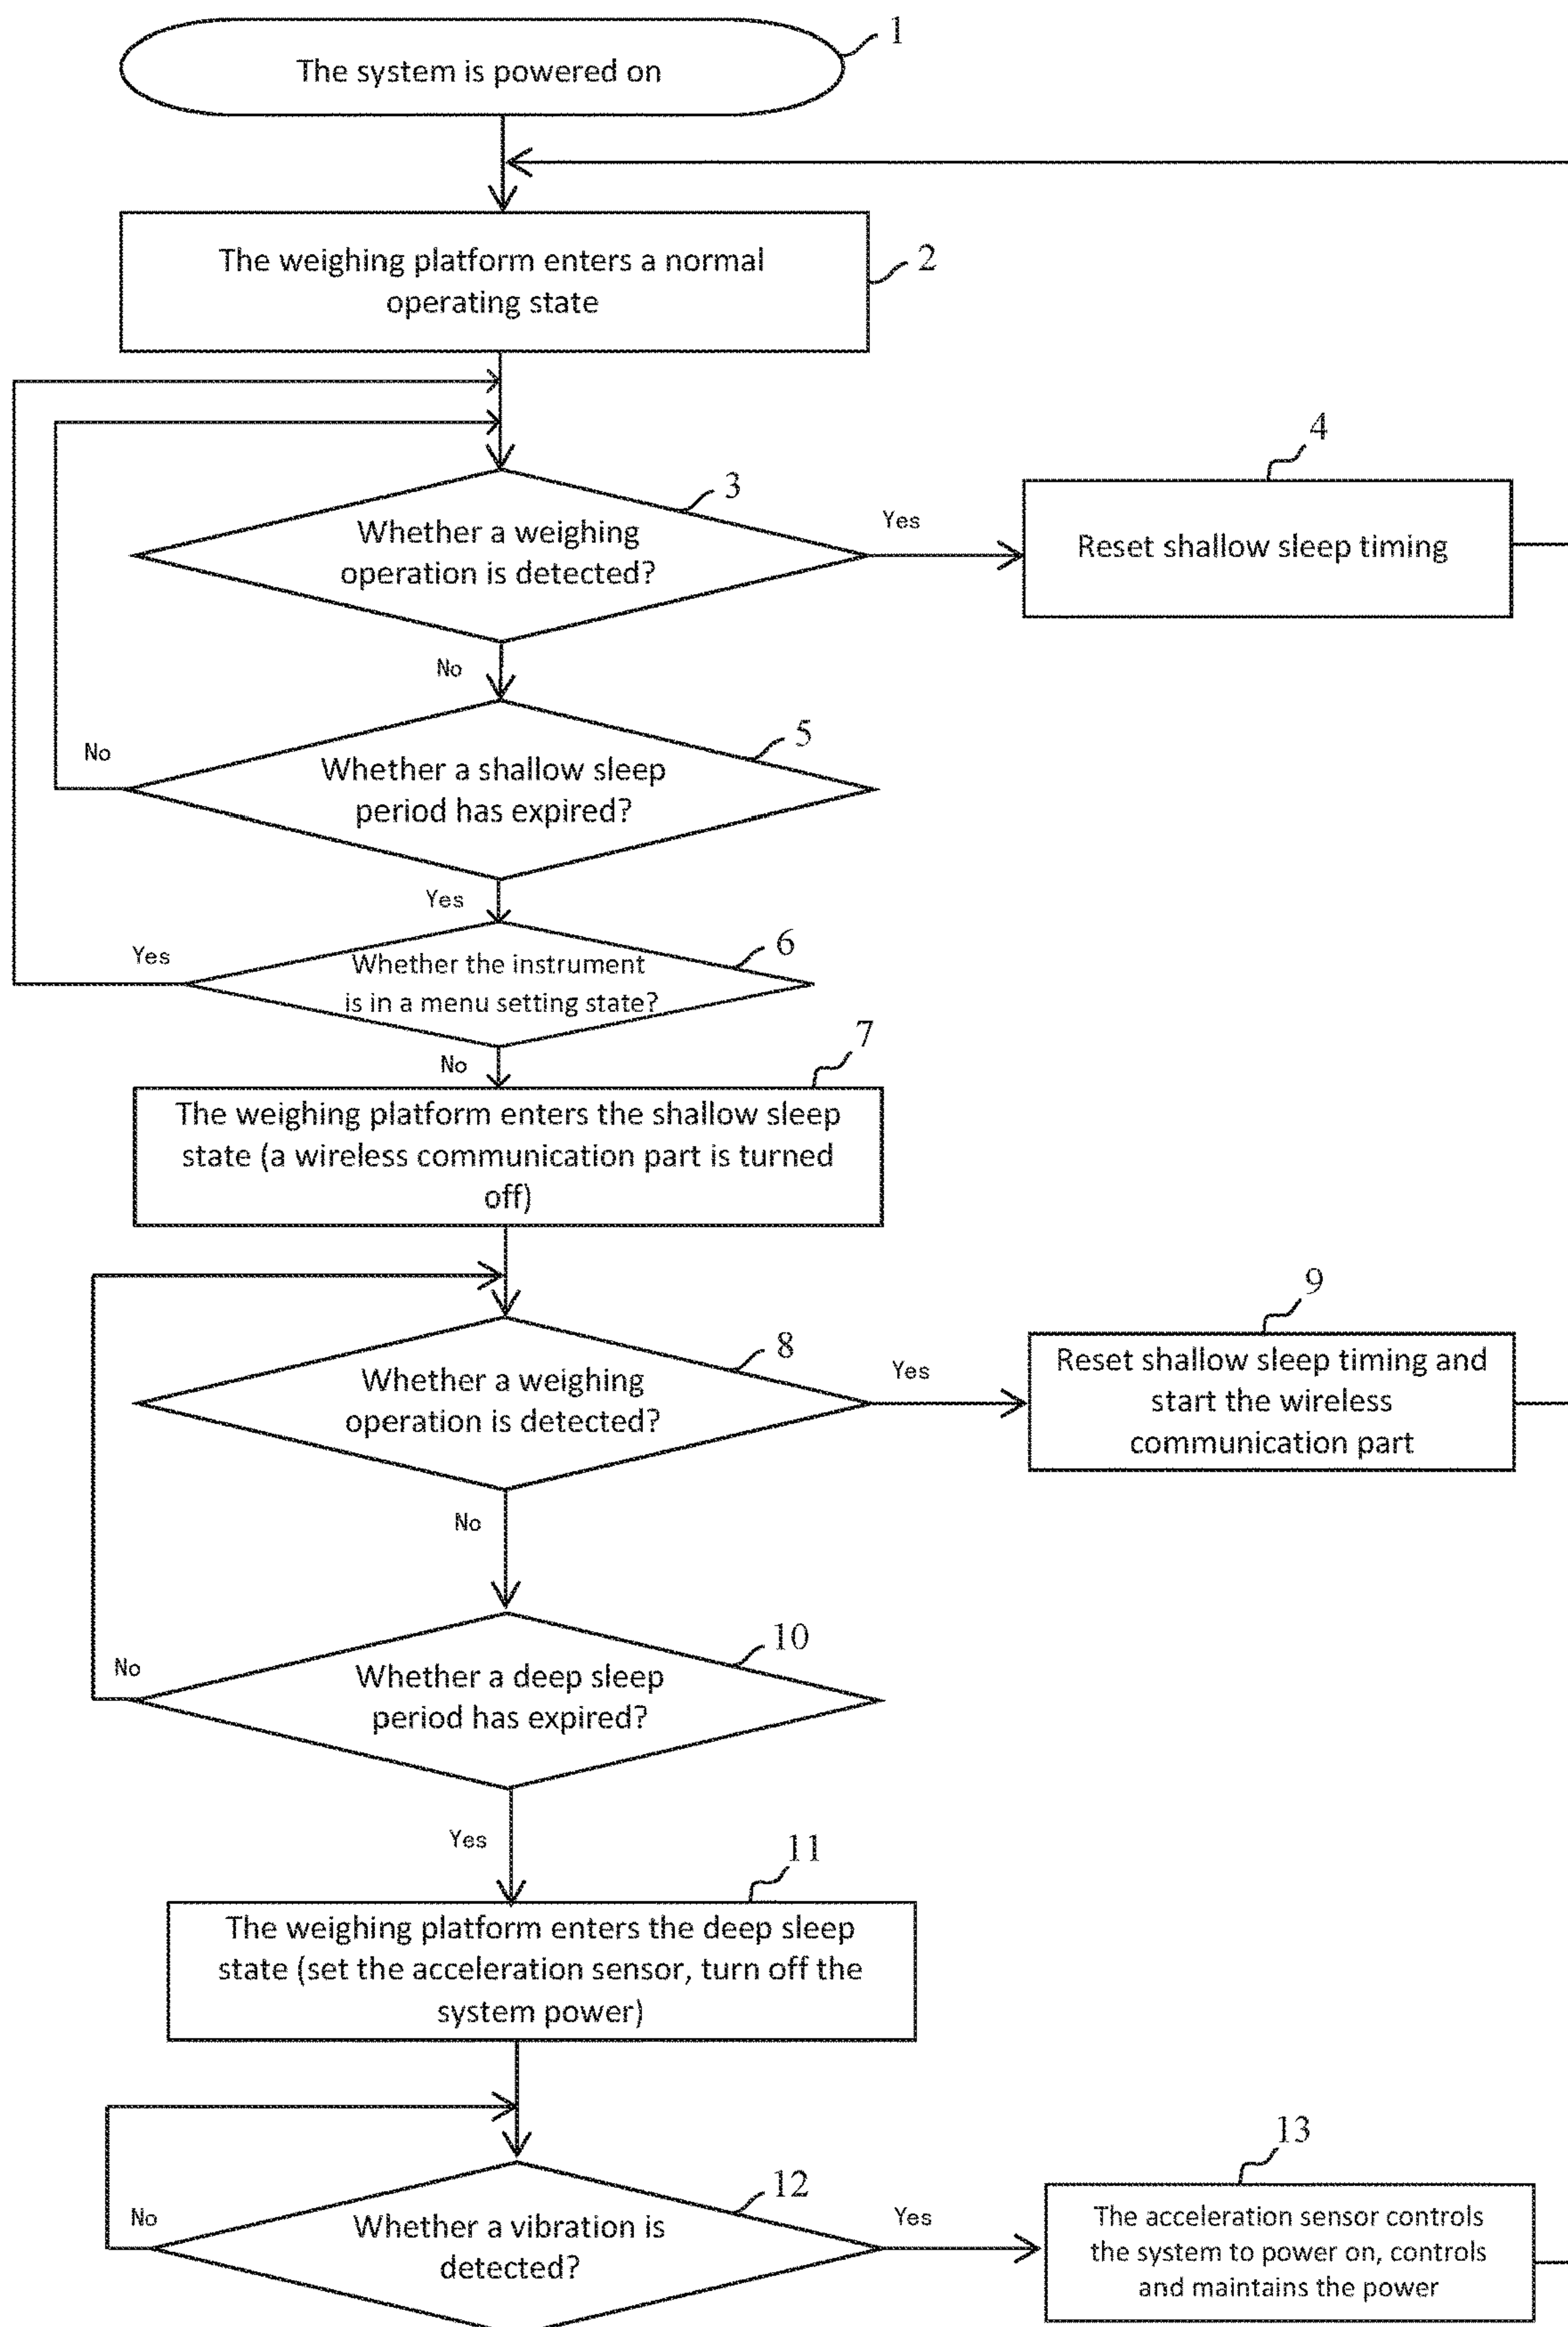 1
The system is powered on
The weighing platform enters a normal
operating state
2
3
Whether a weighing
operation is detected?
Yes
4
Reset shallow sleep timing
No
5
No
Whether a shallow sleep
period has expired?
Yes
6
Yes
Whether the instrument
is in a menu setting state?
No
7
The weighing platform enters the shallow sleep
state (a wireless communication part is turned
off)
8
Whether a weighing
operation is detected?
Yes
9
Reset shallow sleep timing and
start the wireless
communication part
No
10
No
Whether a deep sleep
period has expired?
Yes
11
The weighing platform enters the deep sleep
state (set the acceleration sensor, turn off the
system power)
12
No
Whether a vibration is
detected?
Yes
13
The acceleration sensor controls
the system to power on, controls
and maintains the power